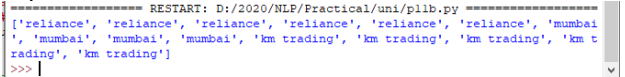 ================= RESTART: D:/2020/NLP/Practical/uni/p11b.py =================
['reliance', 'reliance', 'reliance', 'reliance', 'reliance', 'reliance', 'mumbai
', 'mumbai', 'mumbai', 'mumbai', 'km trading', 'km trading', 'km trading', 'km t
rading', 'km trading']
>>>